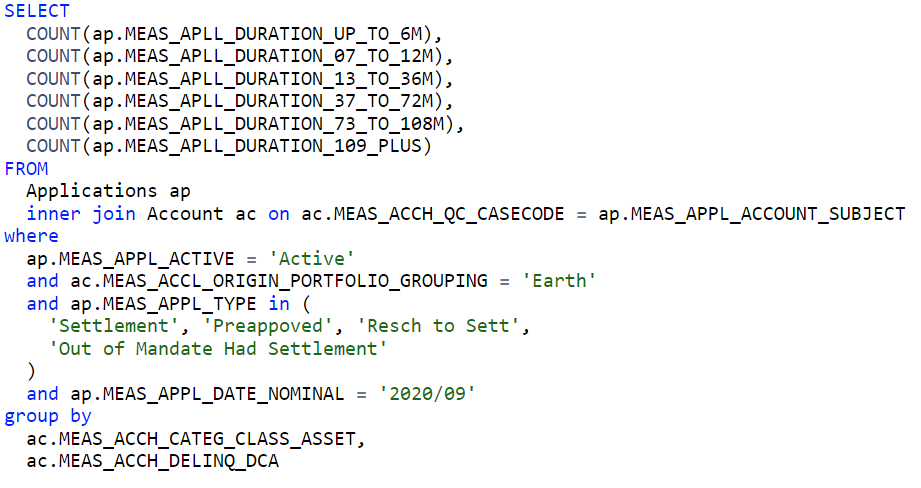 SELECT
COUNT(ap.MEAS_APLL_DURATION_UP_TO_6M),
COUNT(ap.MEAS_APLL_DURATION_07_TO_12M),
COUNT(ap.MEAS_APLL_DURATION_13_TO_36M),
COUNT(ap.MEAS_APLL_DURATION_37_TO_72M),
COUNT(ap.MEAS_APLL_DURATION_73_TO_108M),
COUNT(ap.MEAS_APLL_DURATION_109_PLUS)
FROM
Applications ap
inner join Account ac on ac.MEAS_ACCH_QC_CASECODE = ap.MEAS_APPL_ACCOUNT_SUBJECT
where
ap.MEAS_APPL_ACTIVE = 'Active'
and ac.MEAS_ACCL_ORIGIN_PORTFOLIO_GROUPING = 'Earth'
and ap.MEAS_APPL_TYPE in (
'Settlement', 'Preappoved', 'Resch to Sett',
'Out of Mandate Had Settlement'
)
and ap.MEAS_APPL_DATE_NOMINAL = '2020/09'
group by
ac.MEAS_ACCH_CATEG_CLASS_ASSET,
ac.MEAS_ACCH_DELINQ_DCA